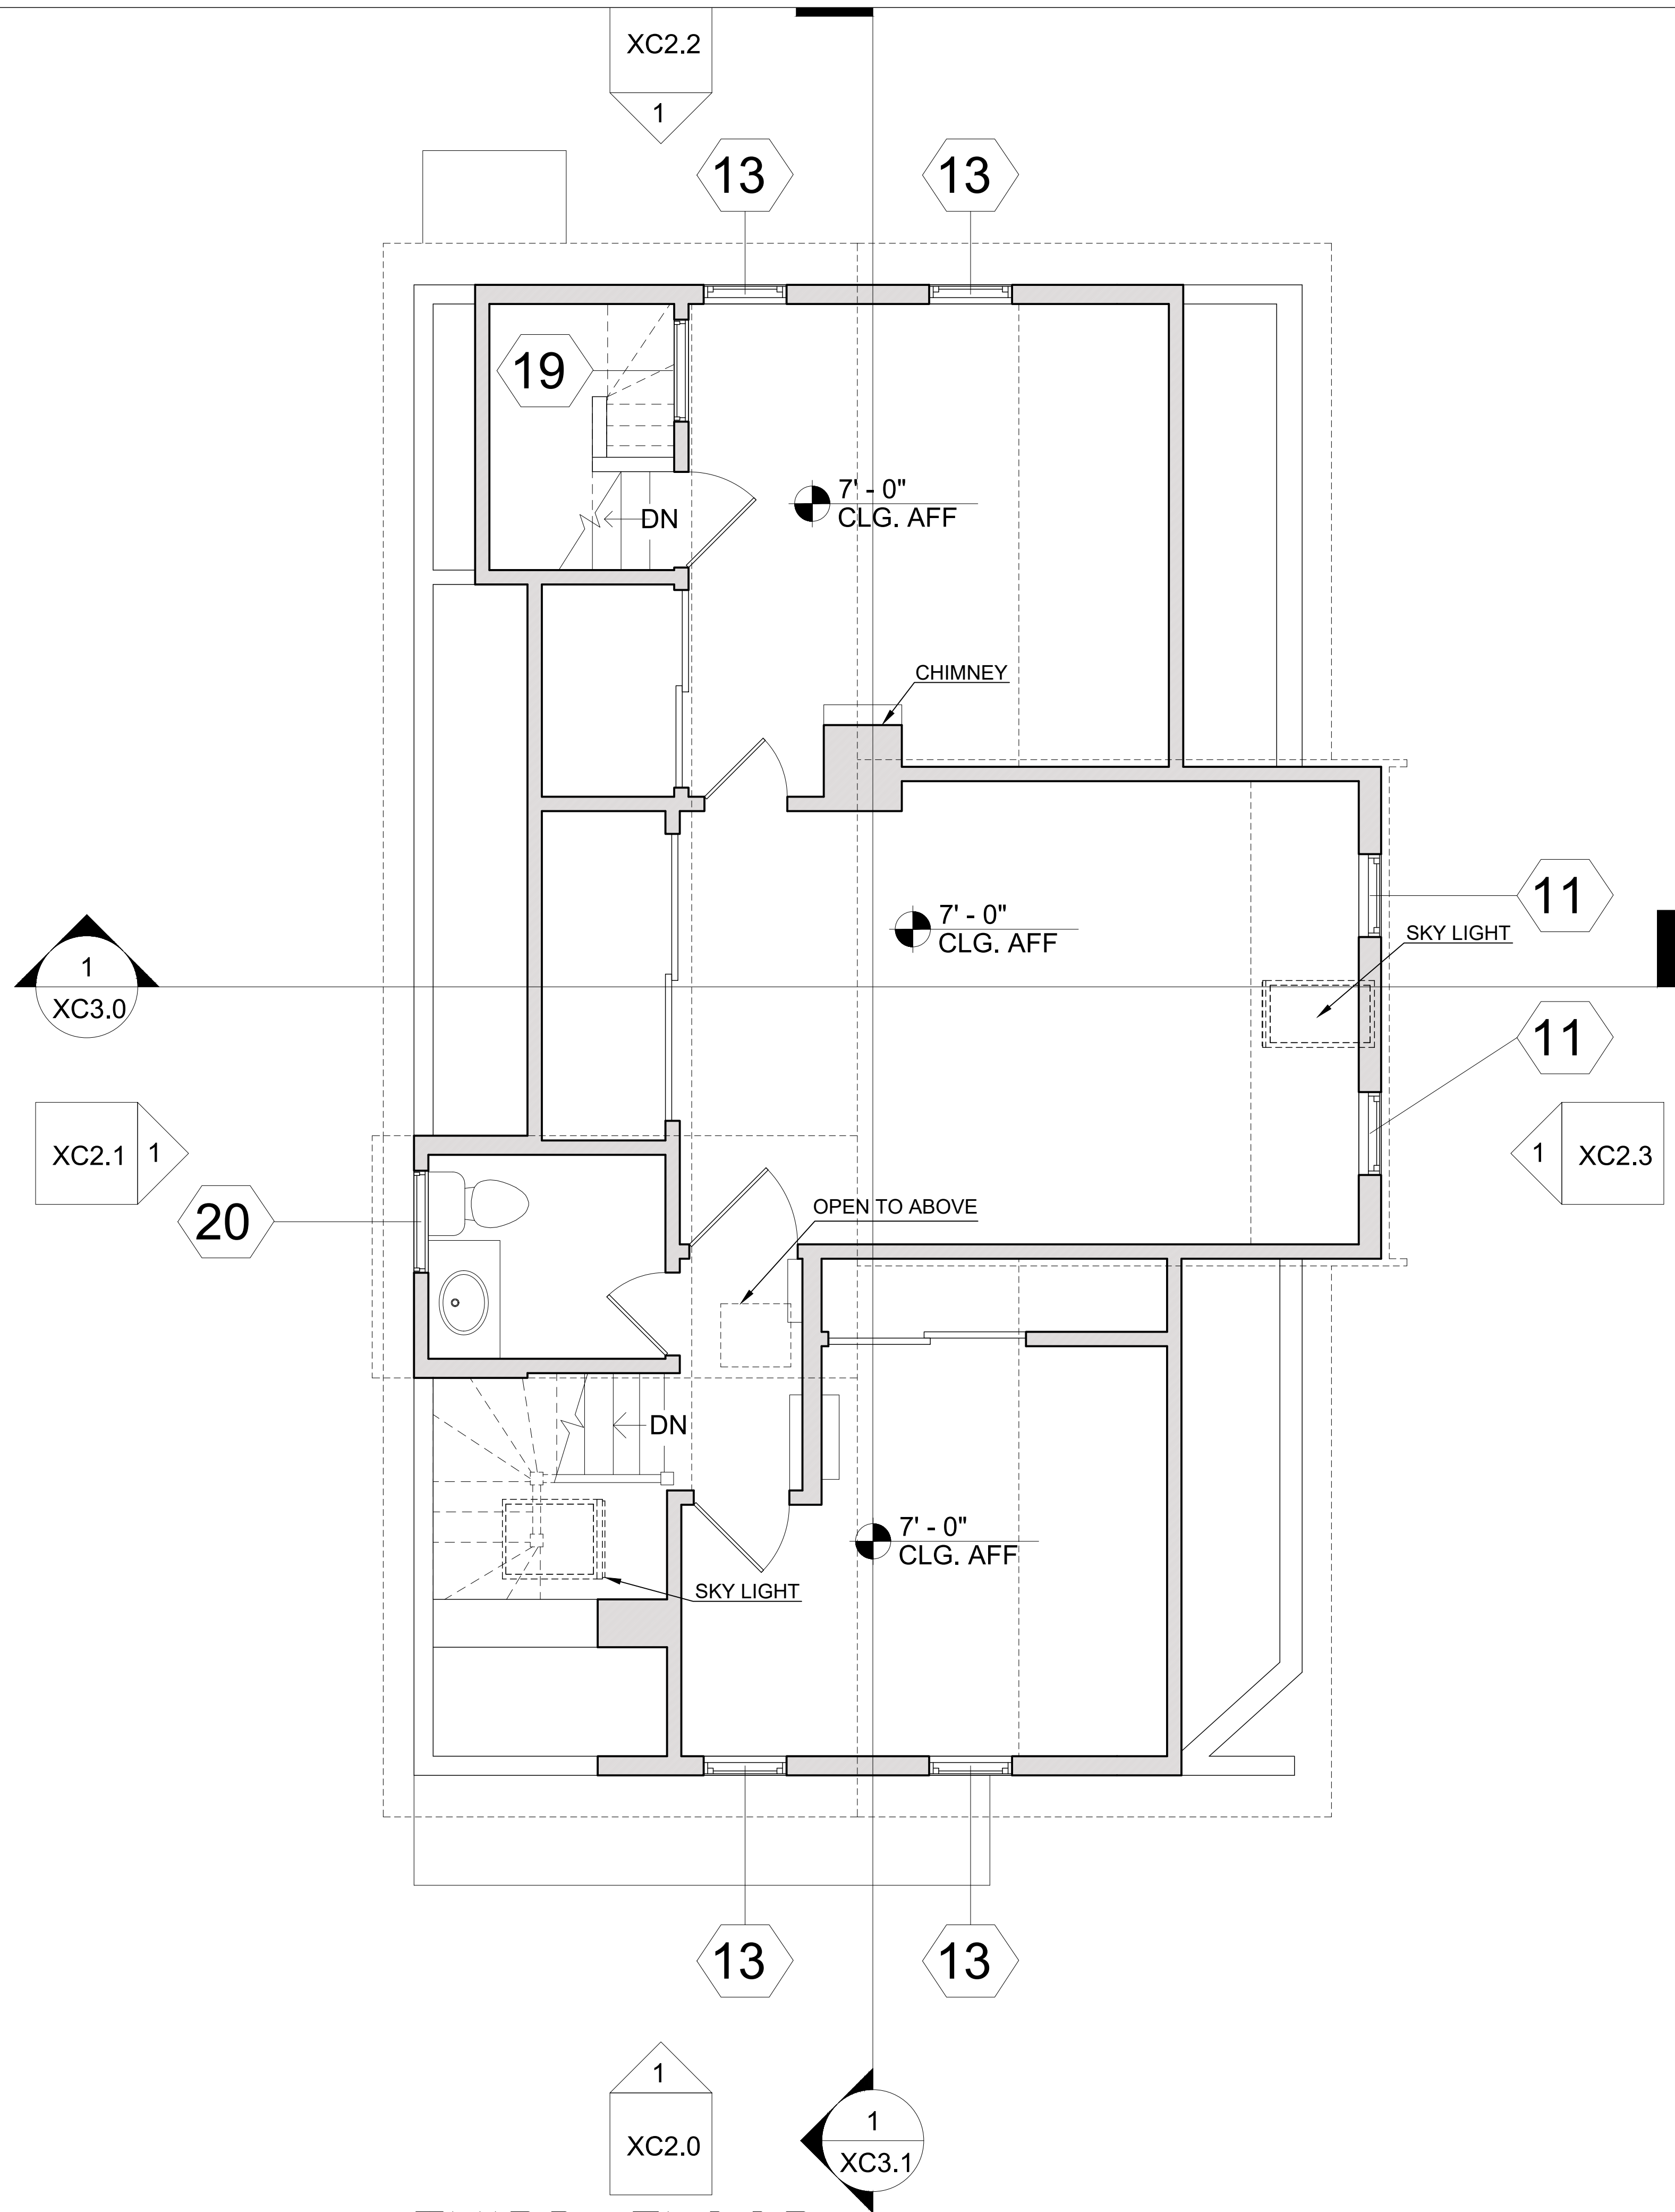 XC2.2
1
13
13
19
7' - 0"
CLG. AFF
DN
CHIMNEY
11
7' - 0"
CLG. AFF
SKY LIGHT
1
XC3.0
11
XC2.1
1
1
XC2.3
20
OPEN TO ABOVE
DN
7' - 0"
CLG. AFF
SKY LIGHT
13
13
1
XC2.0
1
XC3.1